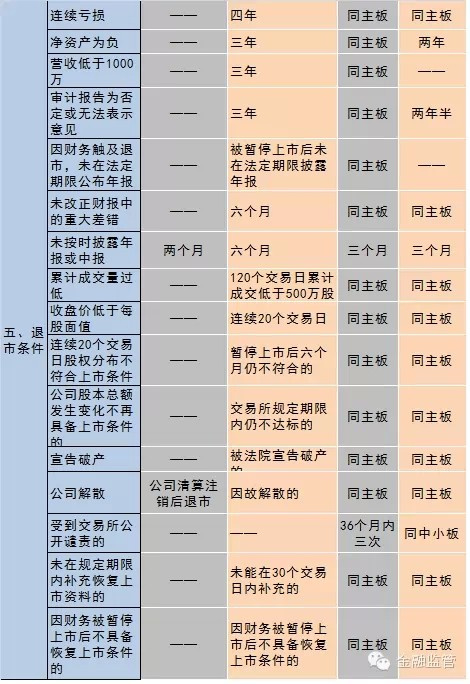 连续亏损 —— 四年 同主板 同主板
净资产为负 —— 三年 同主板 两年
营收低于1000
万 —— 三年 同主板 ——
审计报告为否
定或无法表示
意见 —— 三年 同主板 两年半
因财务触及退
市，未在法定
期限公布年报 —— 被暂停上市后未
在法定期限披露
年报 同主板 ——
未改正财报中
的重大差错 —— 六个月 同主板 同主板
未按时披露年
报或中报 两个月 六个月 三个月 三个月
累计成交量过
低 —— 120个交易日累计
成交低于500万股 同主板 同主板
收盘价低于每
股面值 —— 连续20个交易日 同主板 同主板
五、退
市条件
连续20个交易
日股权分布不
符合上市条件 —— 暂停上市后六个
月仍不符合的 同主板 同主板
公司股本总额
发生变化不再
具备上市条件
的 —— 交易所规定期限
内仍不达标的 同主板 同主板
宣告破产 —— 被法院宣告破产
的 同主板 同主板
公司解散 公司清算注
销后退市 因故解散的 同主板 同主板
受到交易所公
开谴责的 —— —— 36个月内
三次 同中小板
未在规定期限
内补充恢复上
市资料的 —— 未能在30个交易
日内补充的 同主板 同主板
因财务被暂停
上市后不具备
恢复上市条件
的 —— 因财务被暂停上
市后不具备恢复
上市条件的 同主板 同主板
金融监管